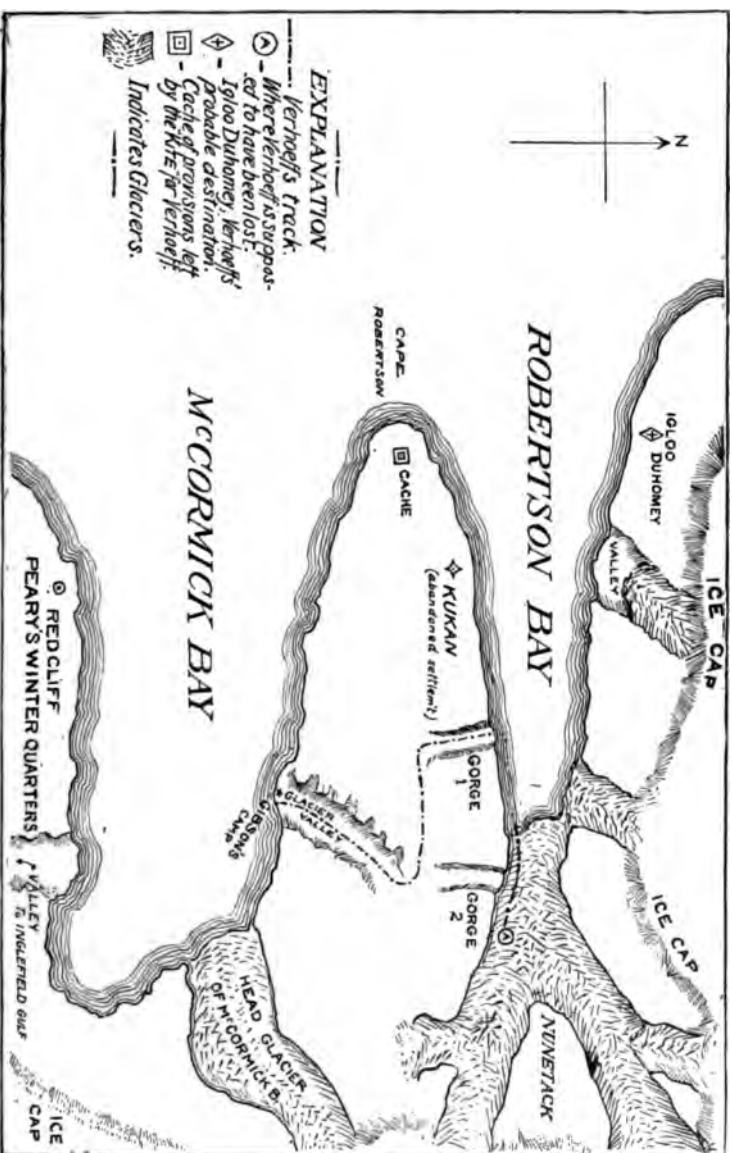 EXPLANATION
Verhoeff's track.
Where Verhoeff is suppos-
ed to have been lost.
Igloo Duhomey, Verhoeff's
probable destination.
Cache of provisions left
by the "KITE" for Verhoeff.
Indicates Glaciers.
N
ROBERTSON BAY
IGLOO
DUHOMEY
VALLEY
ICE CAP
ICE CAP
CAPE
ROBERTSON
CACHE
KUKAN
(abandoned settlem't)
GORGE
1
GORGE
2
NUNETACK
McCORMICK BAY
GLACIER
VALLEY
GIBSON'S
CAMP
HEAD GLACIER
OF McCORMICK B.
RED CLIFF
PEARY'S WINTER QUARTERS
VALLEY
To INGLEFIELD GULF
ICE
CAP